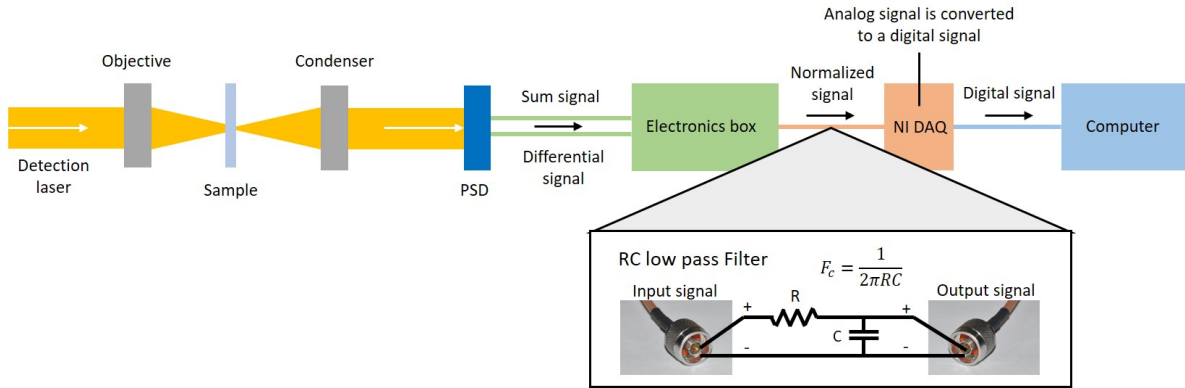 Analog signal is converted
to a digital signal
Objective
Condenser
Normalized
signal
Digital signal
Sum signal
Electronics box
NI DAQ
Computer
Detection
laser
Sample
PSD
Differential
signal
RC low pass Filter
F_c = 1/(2πRC)
Input signal
Output signal
+
R
+
C
-
-